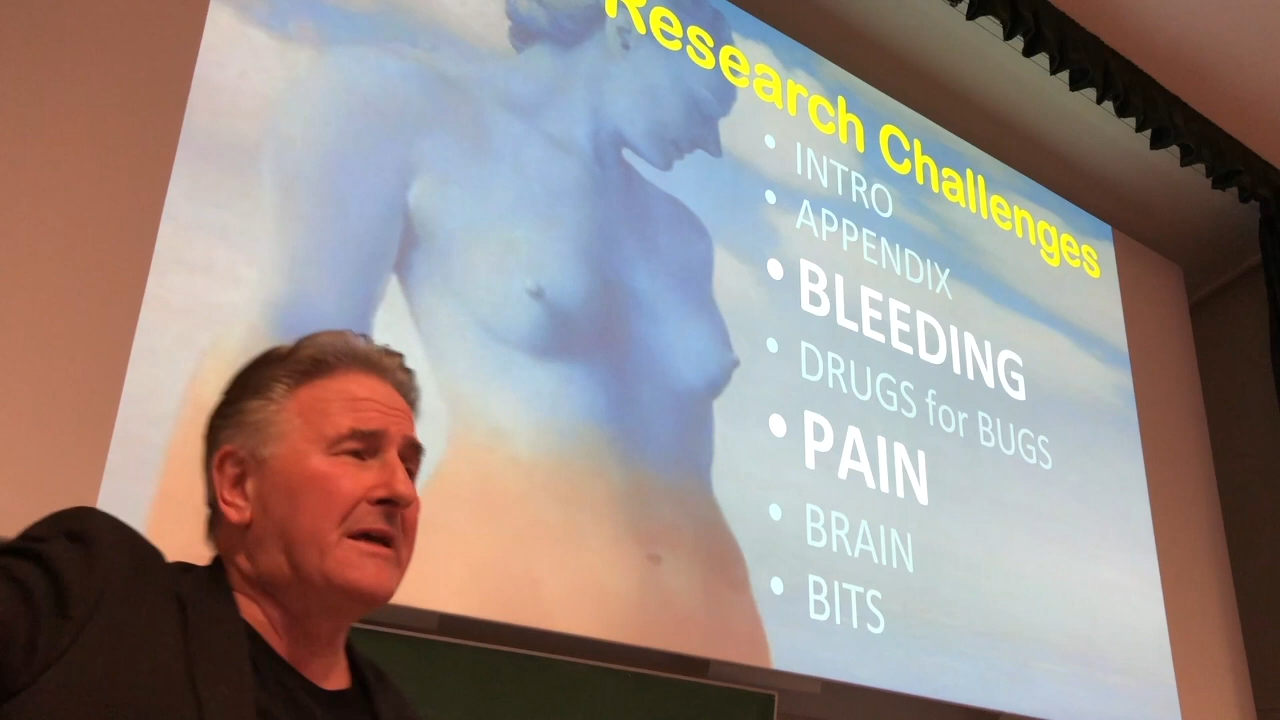 Research Challenges
• INTRO
• APPENDIX
• BLEEDING
• DRUGS for BUGS
• PAIN
• BRAIN
• BITS